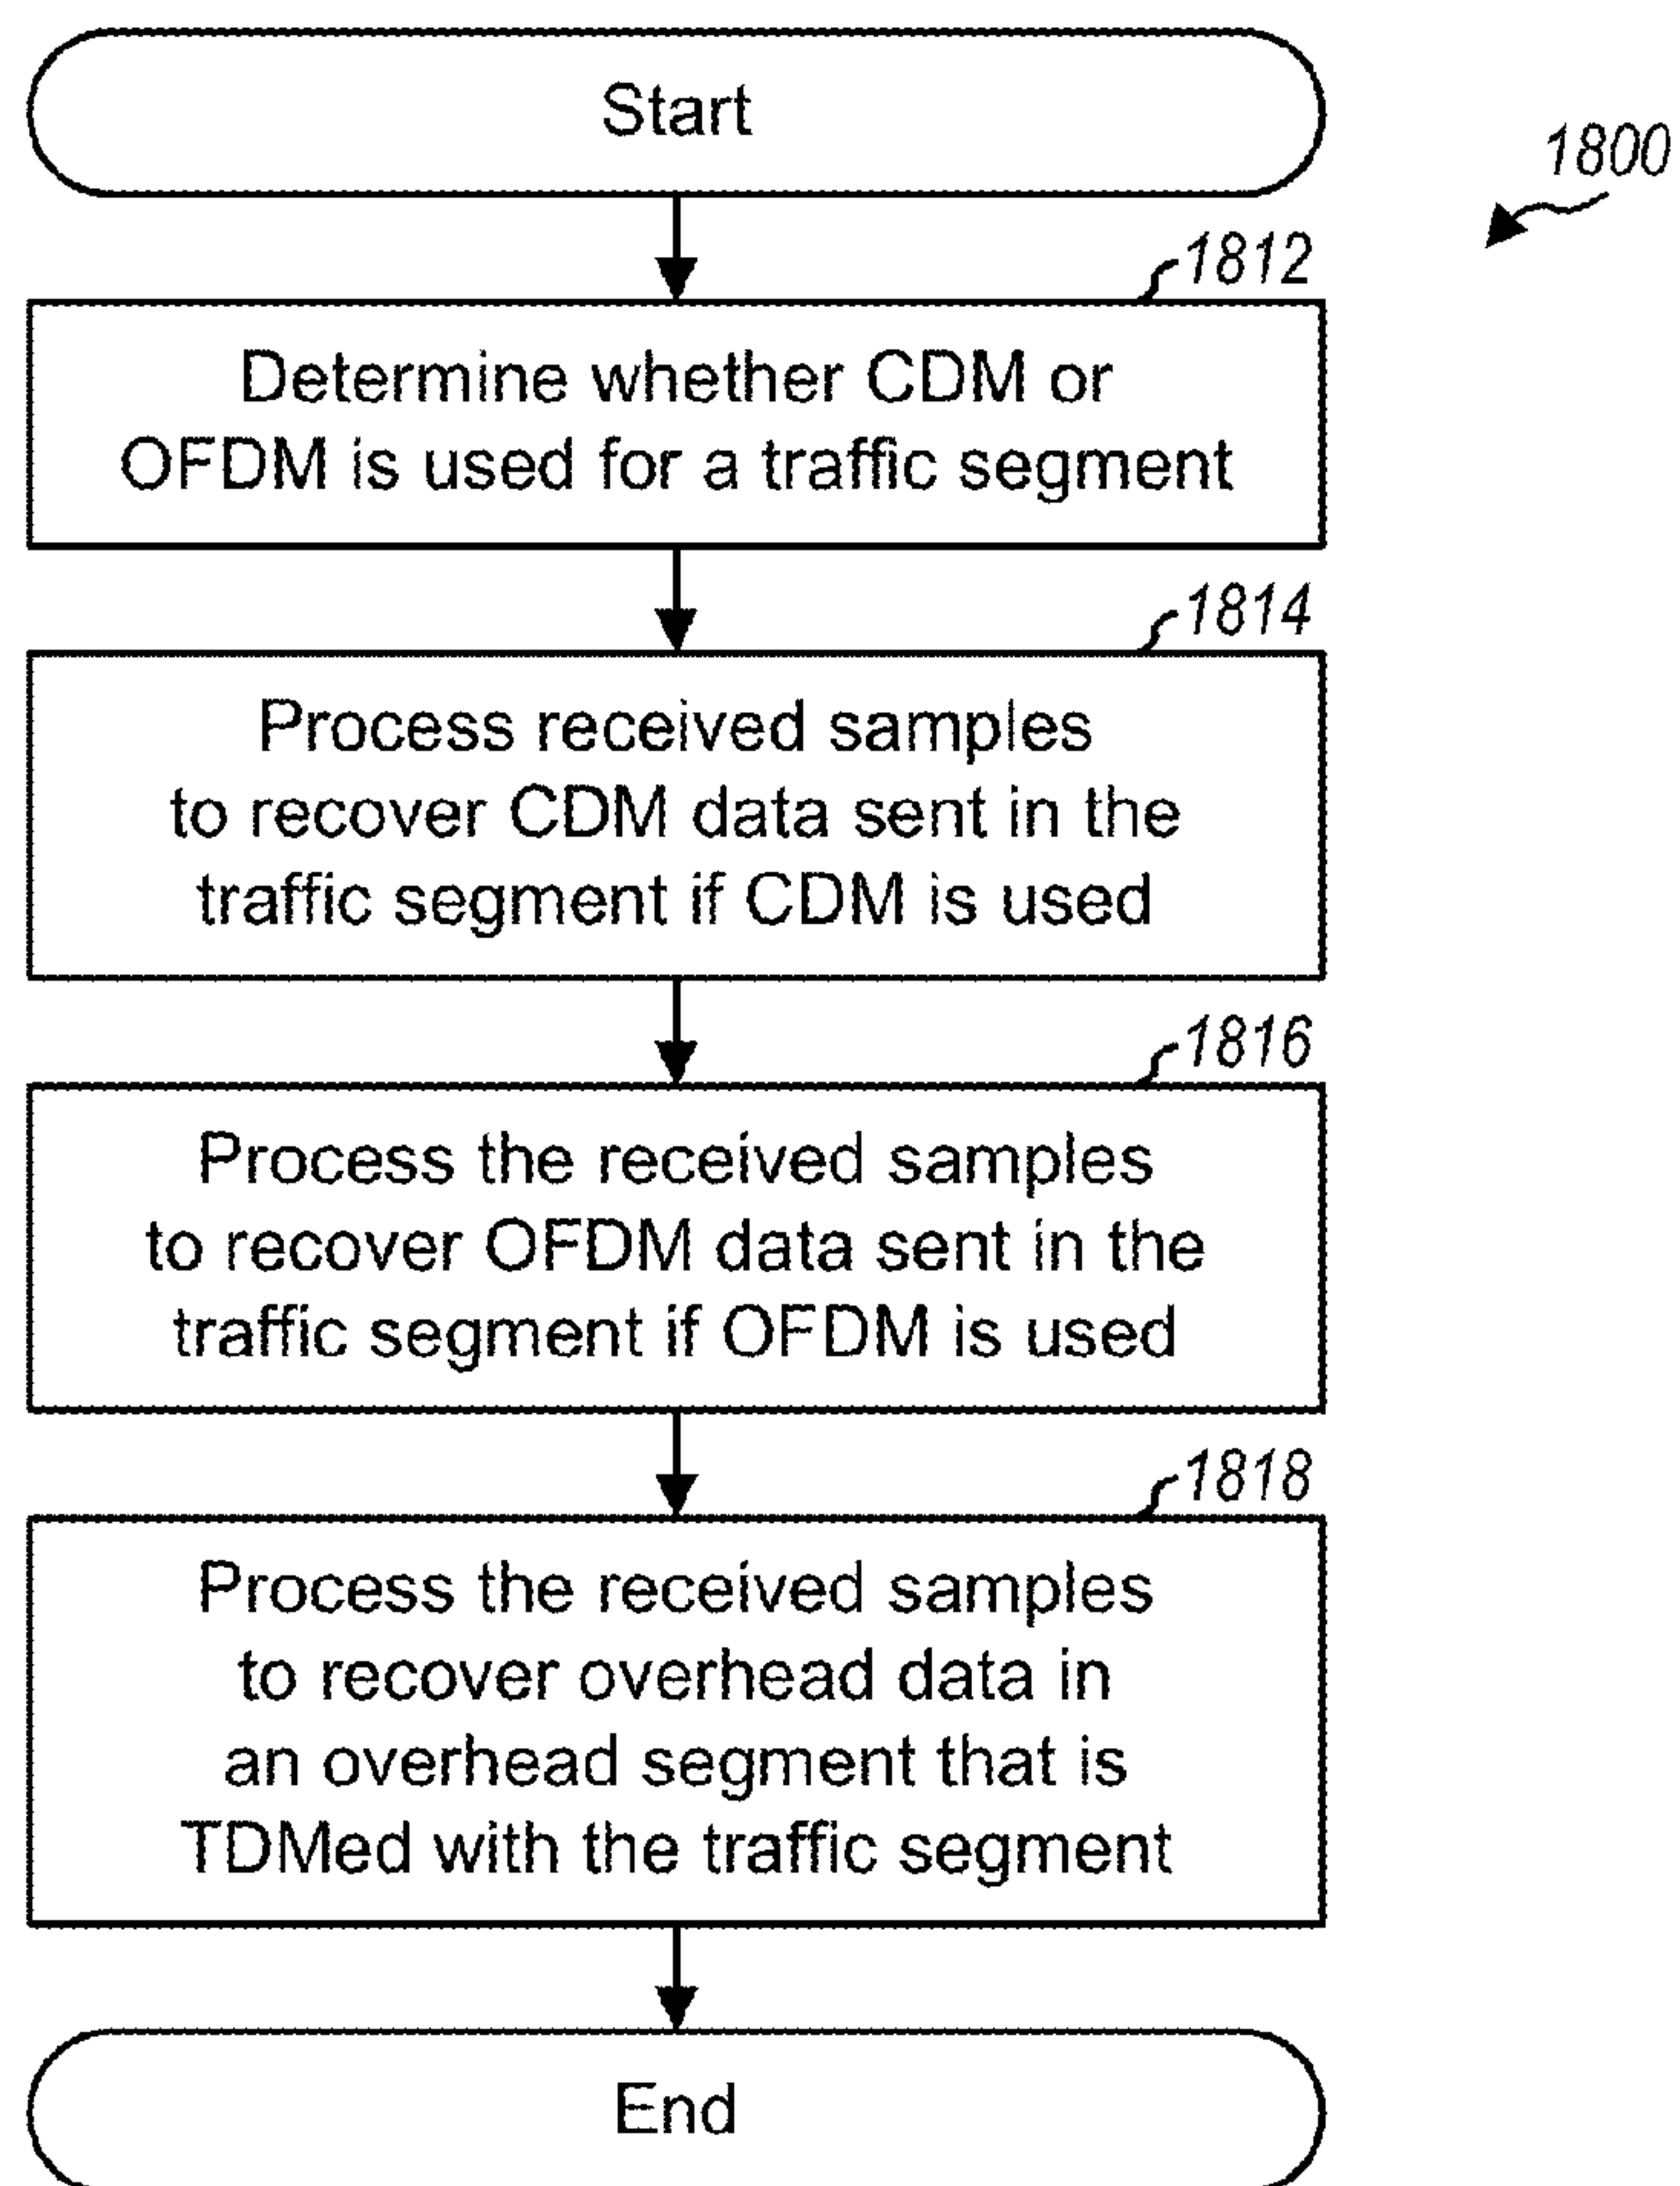 Start
1800
1812
Determine whether CDM or
OFDM is used for a traffic segment
1814
Process received samples
to recover CDM data sent in the
traffic segment if CDM is used
1816
Process the received samples
to recover OFDM data sent in the
traffic segment if OFDM is used
1818
Process the received samples
to recover overhead data in
an overhead segment that is
TDMed with the traffic segment
End